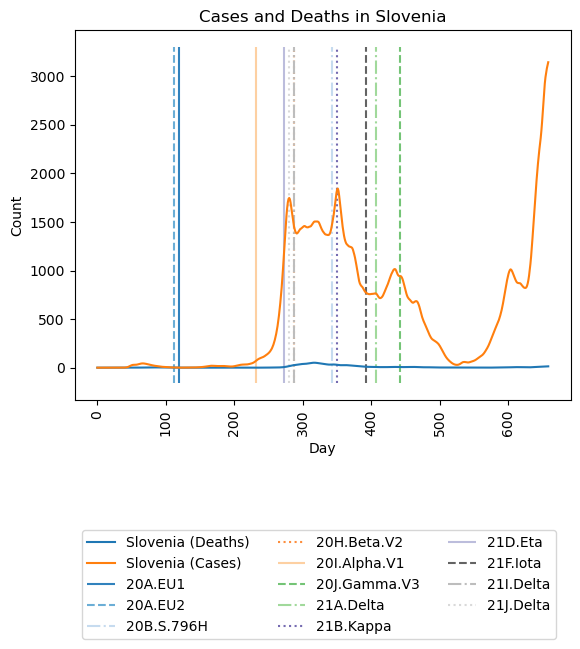 Cases and Deaths in Slovenia
3000
2500
2000
1500
1000
500
0
Count
0 100 200 300 400 500 600
Day
Slovenia (Deaths) 20H.Beta.V2 21D.Eta
Slovenia (Cases) 20I.Alpha.V1 21F.Iota
20A.EU1 20J.Gamma.V3 21I.Delta
20A.EU2 21A.Delta 21J.Delta
20B.S.796H 21B.Kappa